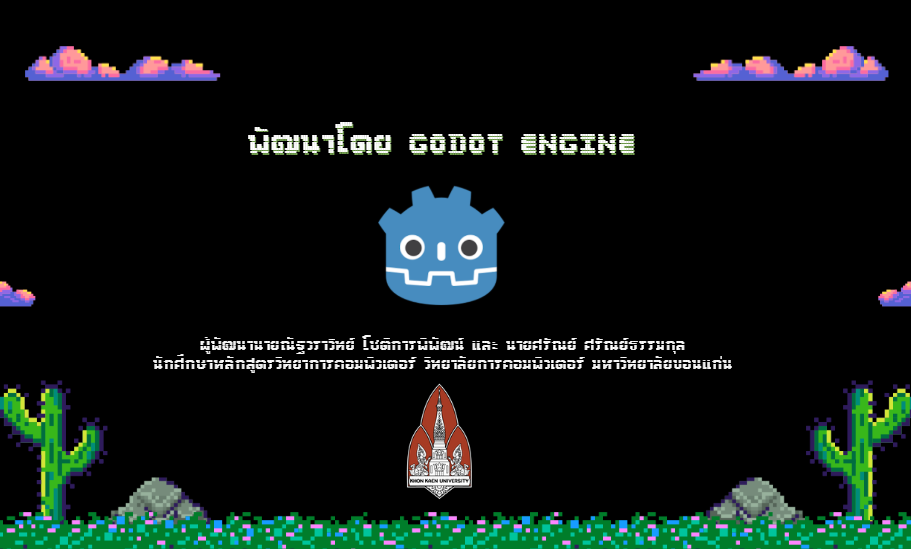 พัฒนาโดย GODOT ENGINE
ผู้พัฒนานายณัฐวราวิทย์ โชติการพิพัฒน์ และ นายศรัณย์ ศรัณย์ธรรมกุล
นักศึกษาหลักสูตรวิทยาการคอมพิวเตอร์ วิทยาลัยการคอมพิวเตอร์ มหาวิทยาลัยขอนแก่น
KHON KAEN UNIVERSITY